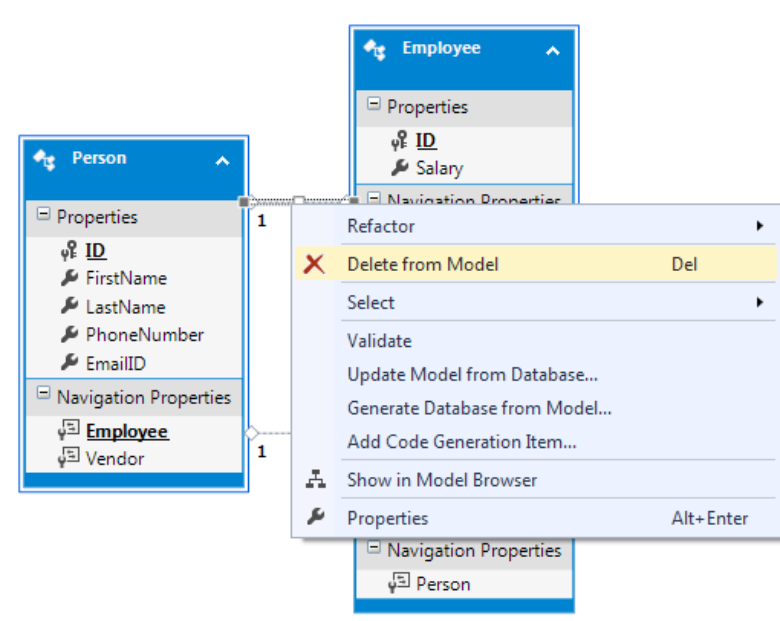 Employee
Properties
ID
Salary
Navigation Properties
Person
Properties
ID
FirstName
LastName
PhoneNumber
EmailID
Navigation Properties
Employee
Vendor
1
1
Refactor
Delete from Model Del
Select
Validate
Update Model from Database...
Generate Database from Model...
Add Code Generation Item...
Show in Model Browser
Properties Alt+Enter
Navigation Properties
Person